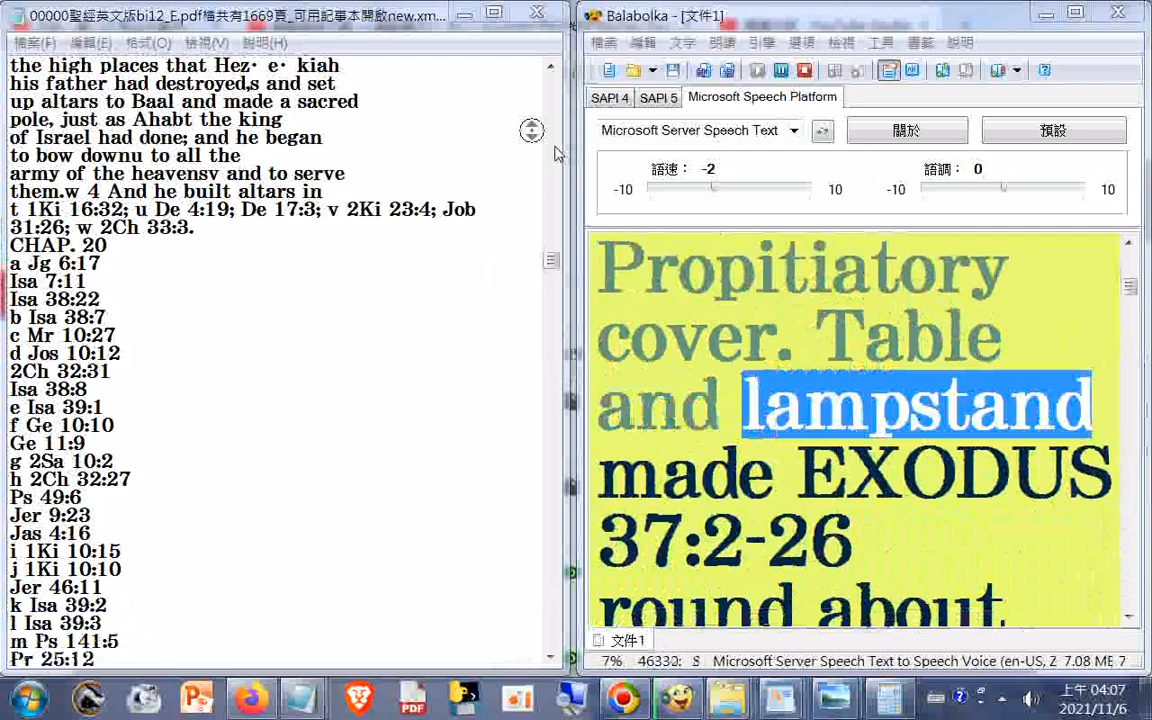 00000聖經英文版bi12_E.pdf檔共有1669頁_可用記事本開啟new.xm...
檔案(F) 編輯(E) 格式(O) 檢視(V) 說明(H)
the high places that Hez· e· kiah
his father had destroyed,s and set
up altars to Baal and made a sacred
pole, just as Ahabt the king
of Israel had done; and he began
to bow downu to all the
army of the heavensv and to serve
them.w 4 And he built altars in
t 1Ki 16:32; u De 4:19; De 17:3; v 2Ki 23:4; Job
31:26; w 2Ch 33:3.
CHAP. 20
a Jg 6:17
Isa 7:11
Isa 38:22
b Isa 38:7
c Mr 10:27
d Jos 10:12
2Ch 32:31
Isa 38:8
e Isa 39:1
f Ge 10:10
Ge 11:9
g 2Sa 10:2
h 2Ch 32:27
Ps 49:6
Jer 9:23
Jas 4:16
i 1Ki 10:15
j 1Ki 10:10
Jer 46:11
k Isa 39:2
l Isa 39:3
m Ps 141:5
Pr 25:12
Balabolka - [文件1]
檔案 編輯 文字 朗讀 引擎 選項 檢視 工具 書籤 說明
SAPI 4 SAPI 5 Microsoft Speech Platform
Microsoft Server Speech Text 關於 預設
語速: -2 語調: 0
-10 10 -10 10
Propitiatory
cover. Table
and lampstand
made EXODUS
37:2-26
round about
文件1
7% 46330: S Microsoft Server Speech Text to Speech Voice (en-US, Z 7.08 ME 7
PDF
上午 04:07
2021/11/6